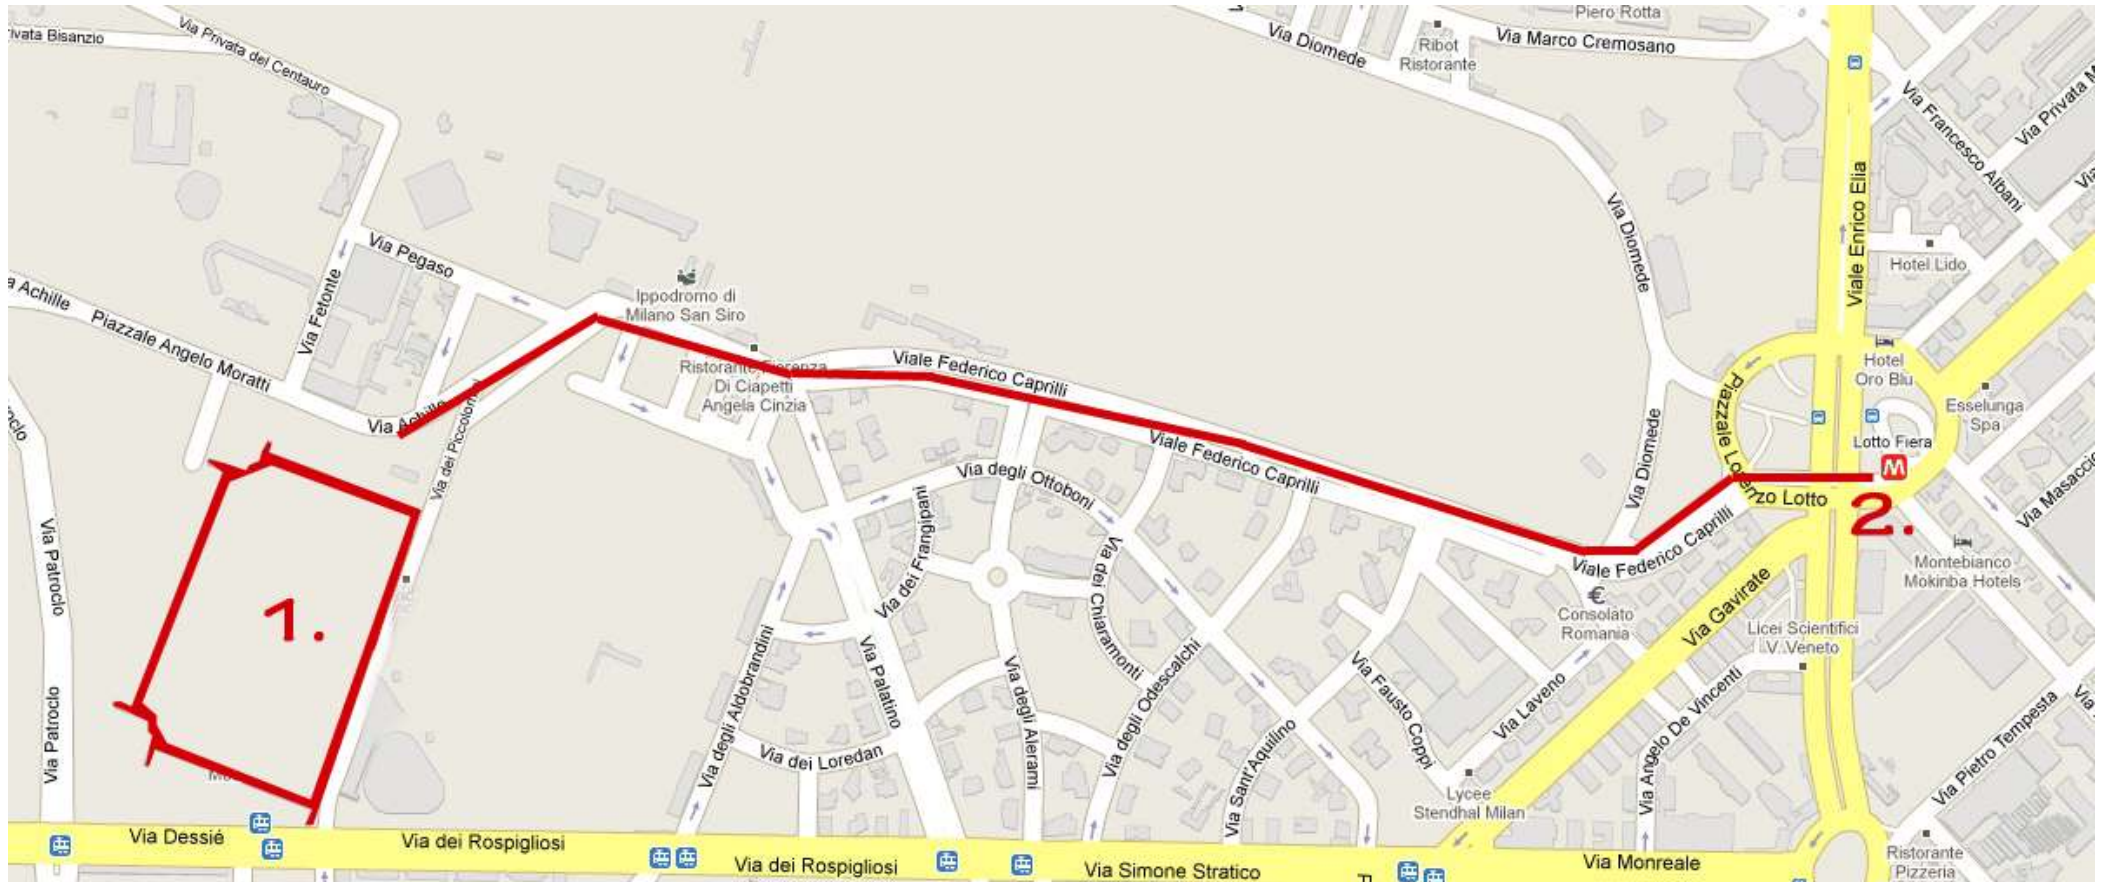 rivata Bisanzio
Via Privata del Centauro
Via Diomede
Ribot
Ristorante
Piero Rotta
Via Marco Cremosano
Via Francesco Albani
Via Privata M
Via
Viale Enrico Elia
Hotel Lido
Via Diomede
Via Pegaso
Via Fetonte
a Achille
Piazzale Angelo Moratti
Ippodromo di
Milano San Siro
Ristorante Fiorenza
Di Ciapetti
Angela Cinzia
Viale Federico Caprilli
Hotel
Oro Blu
Esselunga
Spa
Piazzale Lorenzo Lotto
Lotto Fiera
M
2.
Via Masaccio
Via Achille
Via dei Piccolomini
Viale Federico Caprilli
Via Diomede
Via degli Ottoboni
Via dei Frangipani
Via dei Chiaramonti
Viale Federico Caprilli
€
Consolato
Romania
Montebianco
Mokinba Hotels
Via Gavirate
Licei Scientifici
V. Veneto
roclo
Via Patroclo
Via Patroclo
1.
Via degli Aldobrandini
Via Palatino
Via dei Loredan
Via degli Alerami
Via degli Odescalchi
Via Sant'Aquilino
Via Fausto Coppi
Via Laveno
Via Angelo De Vincenti
Via Pietro Tempesta
Via
Lycee
Stendhal Milan
Via Dessié
Via dei Rospigliosi
Via dei Rospigliosi
Via Simone Stratico
Via Monreale
Ristorante
Pizzeria